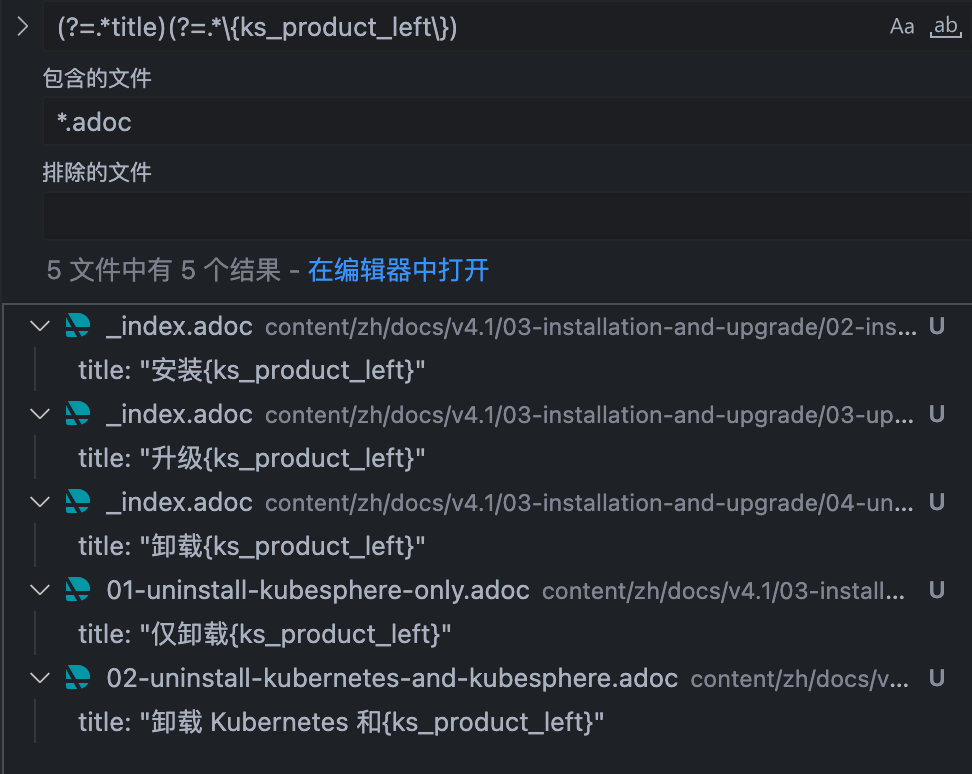 (?=.*title)(?=.*\{ks_product_left\})
Aa
ab
包含的文件
*.adoc
排除的文件
5 文件中有 5 个结果 - 在编辑器中打开
_index.adoc content/zh/docs/v4.1/03-installation-and-upgrade/02-ins... U
title: "安装{ks_product_left}"
_index.adoc content/zh/docs/v4.1/03-installation-and-upgrade/03-up... U
title: "升级{ks_product_left}"
_index.adoc content/zh/docs/v4.1/03-installation-and-upgrade/04-un... U
title: "卸载{ks_product_left}"
01-uninstall-kubesphere-only.adoc content/zh/docs/v4.1/03-install... U
title: "仅卸载{ks_product_left}"
02-uninstall-kubernetes-and-kubesphere.adoc content/zh/docs/v... U
title: "卸载 Kubernetes 和{ks_product_left}"